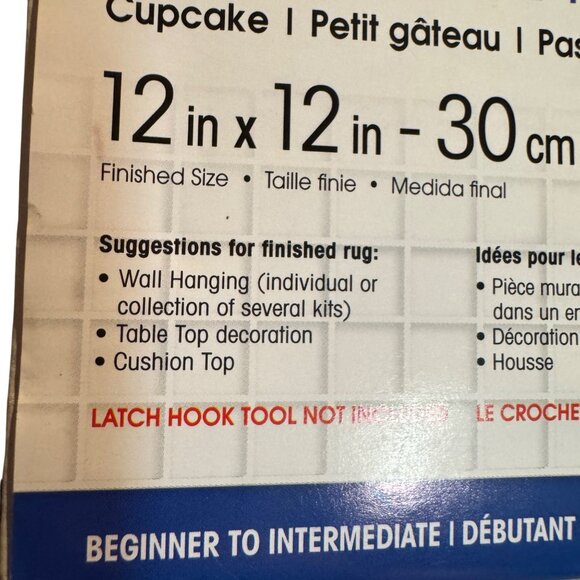 Cupcake | Petit gâteau | Pas
12 in x 12 in - 30 cm
Finished Size • Taille finie • Medida final
Suggestions for finished rug:
• Wall Hanging (individual or
collection of several kits)
• Table Top decoration
• Cushion Top
Idées pour le
• Pièce mura
dans un en
• Décoration
• Housse
LATCH HOOK TOOL NOT INCLUDED
LE CROCHE
BEGINNER TO INTERMEDIATE | DÉBUTANT